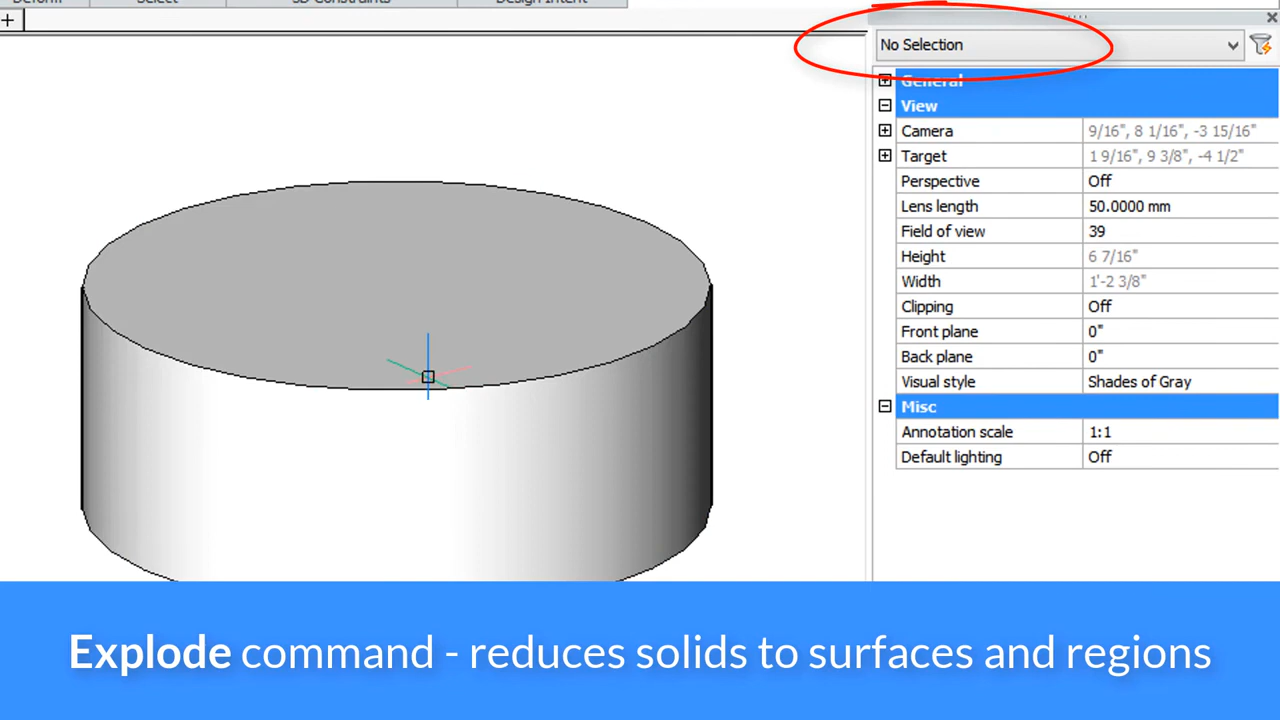 Deform Select 3D Constraints Design Intent
+
No Selection
General
View
Camera 9/16", 8 1/16", -3 15/16"
Target 1 9/16", 9 3/8", -4 1/2"
Perspective Off
Lens length 50.0000 mm
Field of view 39
Height 6 7/16"
Width 1'-2 3/8"
Clipping Off
Front plane 0"
Back plane 0"
Visual style Shades of Gray
Misc
Annotation scale 1:1
Default lighting Off
Explode command - reduces solids to surfaces and regions